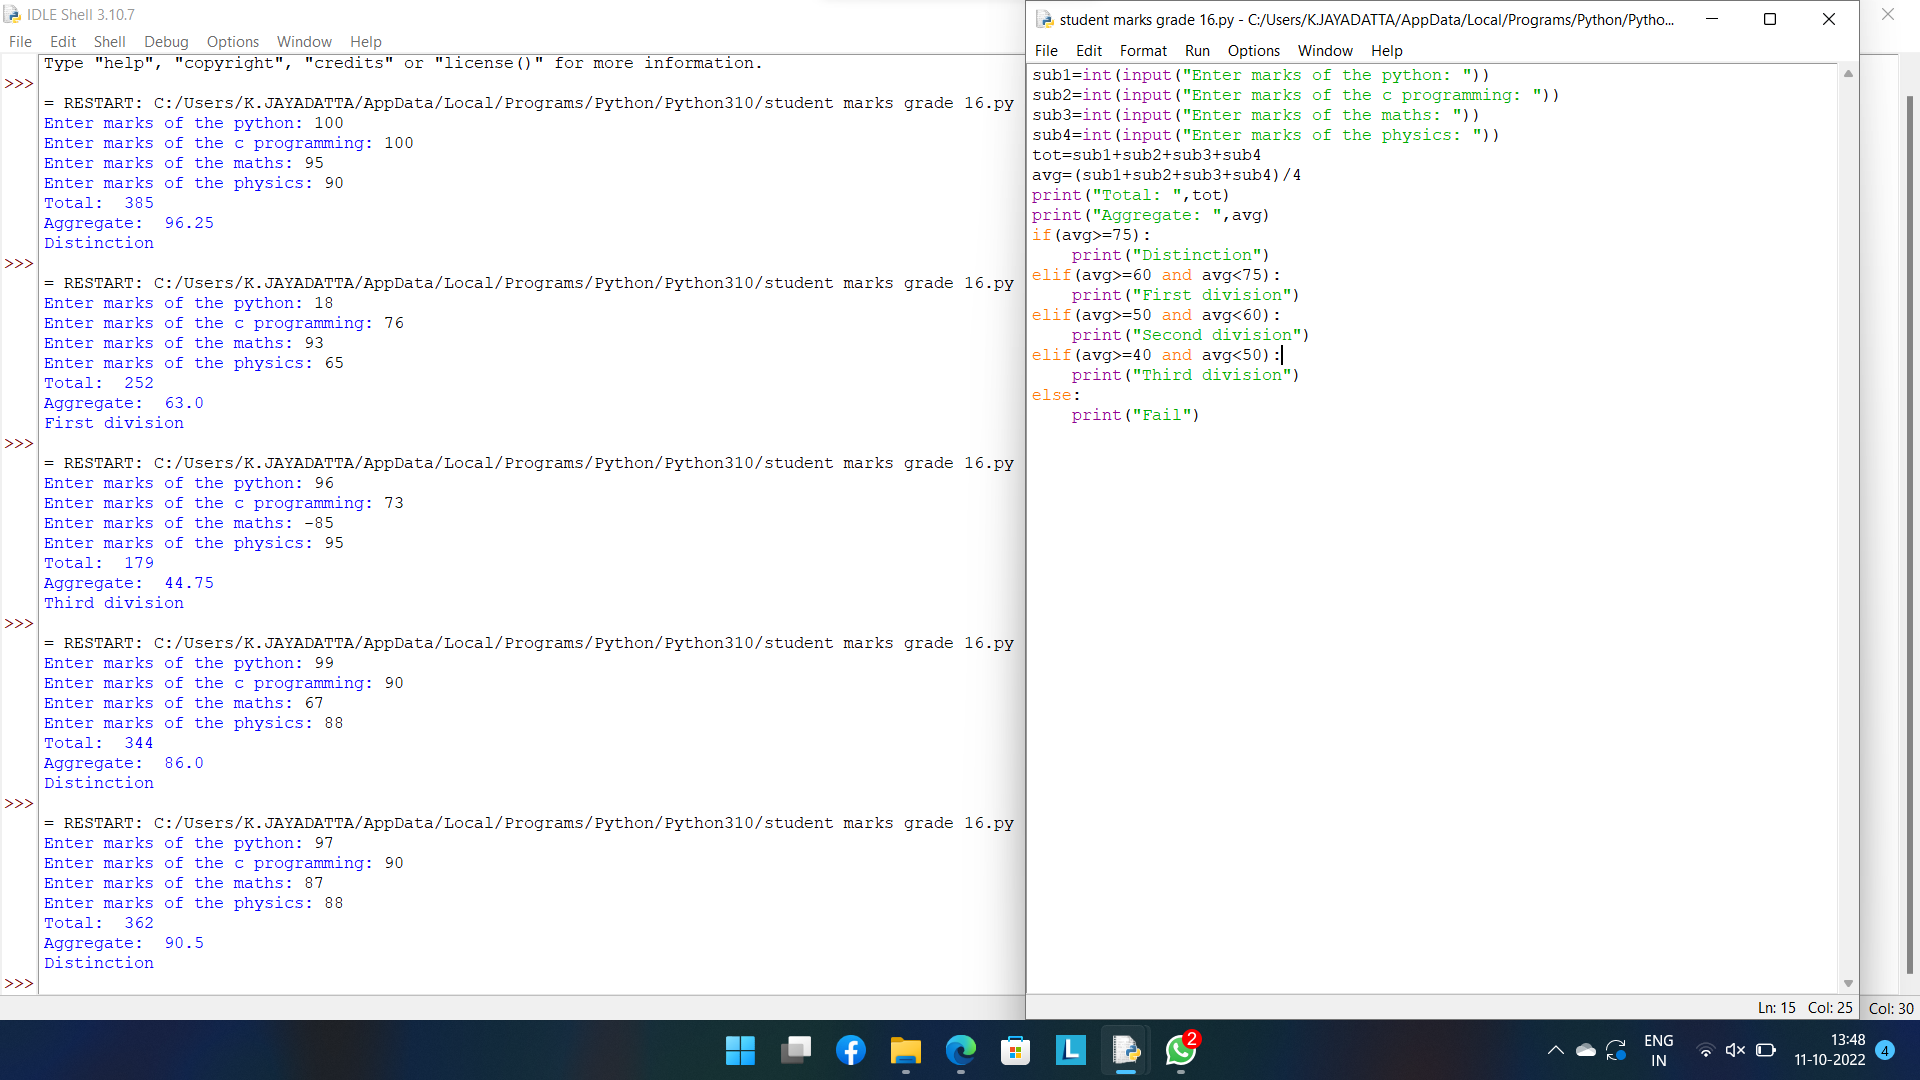 IDLE Shell 3.10.7
File Edit Shell Debug Options Window Help
Type "help", "copyright", "credits" or "license()" for more information.
>>>
= RESTART: C:/Users/K.JAYADATTA/AppData/Local/Programs/Python/Python310/student marks grade 16.py
Enter marks of the python: 100
Enter marks of the c programming: 100
Enter marks of the maths: 95
Enter marks of the physics: 90
Total:  385
Aggregate:  96.25
Distinction
>>>
= RESTART: C:/Users/K.JAYADATTA/AppData/Local/Programs/Python/Python310/student marks grade 16.py
Enter marks of the python: 18
Enter marks of the c programming: 76
Enter marks of the maths: 93
Enter marks of the physics: 65
Total:  252
Aggregate:  63.0
First division
>>>
= RESTART: C:/Users/K.JAYADATTA/AppData/Local/Programs/Python/Python310/student marks grade 16.py
Enter marks of the python: 96
Enter marks of the c programming: 73
Enter marks of the maths: -85
Enter marks of the physics: 95
Total:  179
Aggregate:  44.75
Third division
>>>
= RESTART: C:/Users/K.JAYADATTA/AppData/Local/Programs/Python/Python310/student marks grade 16.py
Enter marks of the python: 99
Enter marks of the c programming: 90
Enter marks of the maths: 67
Enter marks of the physics: 88
Total:  344
Aggregate:  86.0
Distinction
>>>
= RESTART: C:/Users/K.JAYADATTA/AppData/Local/Programs/Python/Python310/student marks grade 16.py
Enter marks of the python: 97
Enter marks of the c programming: 90
Enter marks of the maths: 87
Enter marks of the physics: 88
Total:  362
Aggregate:  90.5
Distinction
>>>
student marks grade 16.py - C:/Users/K.JAYADATTA/AppData/Local/Programs/Python/Pytho...
File Edit Format Run Options Window Help
sub1=int(input("Enter marks of the python: "))
sub2=int(input("Enter marks of the c programming: "))
sub3=int(input("Enter marks of the maths: "))
sub4=int(input("Enter marks of the physics: "))
tot=sub1+sub2+sub3+sub4
avg=(sub1+sub2+sub3+sub4)/4
print("Total: ",tot)
print("Aggregate: ",avg)
if(avg>=75):
    print("Distinction")
elif(avg>=60 and avg<75):
    print("First division")
elif(avg>=50 and avg<60):
    print("Second division")
elif(avg>=40 and avg<50):
    print("Third division")
else:
    print("Fail")
Ln: 15 Col: 25
Col: 30
L
2
ENG
IN
13:48
11-10-2022
4